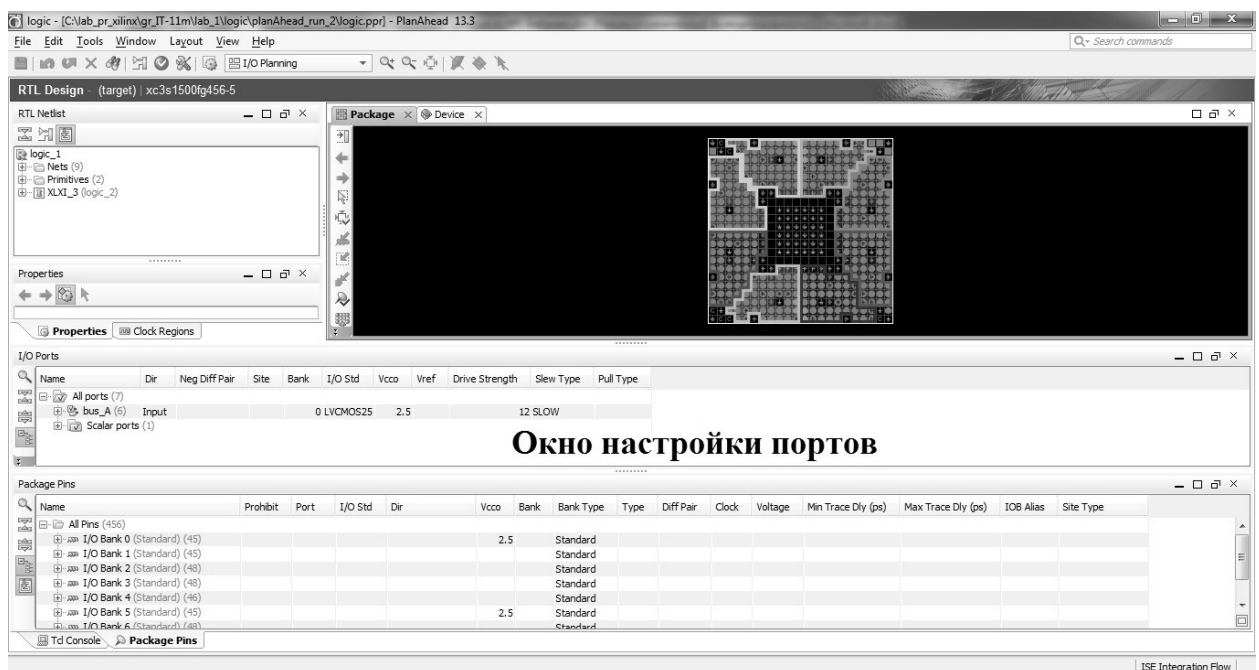 logic - [C:\lab_pr_xilinx\gr_IT-11m\lab_1\logic\planAhead_run_2\logic.ppr] - PlanAhead 13.3
File Edit Tools Window Layout View Help
Search commands
I/O Planning
RTL Design - (target) | xc3s1500fg456-5
RTL Netlist
logic_1
Nets (9)
Primitives (2)
XLXI_3 (logic_2)
Properties
Properties Clock Regions
Package Device
I/O Ports
Name Dir Neg Diff Pair Site Bank I/O Std Vcco Vref Drive Strength Slew Type Pull Type
All ports (7)
bus_A (6) Input 0 LVCMOS25 2.5 12 SLOW
Scalar ports (1)
Окно настройки портов
Package Pins
Name Prohibit Port I/O Std Dir Vcco Bank Bank Type Type Diff Pair Clock Voltage Min Trace Dly (ps) Max Trace Dly (ps) IOB Alias Site Type
All Pins (456)
I/O Bank 0 (Standard) (45) 2.5 Standard
I/O Bank 1 (Standard) (45) Standard
I/O Bank 2 (Standard) (48) Standard
I/O Bank 3 (Standard) (48) Standard
I/O Bank 4 (Standard) (46) Standard
I/O Bank 5 (Standard) (45) 2.5 Standard
I/O Bank 6 (Standard) (48) Standard
Tcl Console Package Pins
ISE Integration Flow